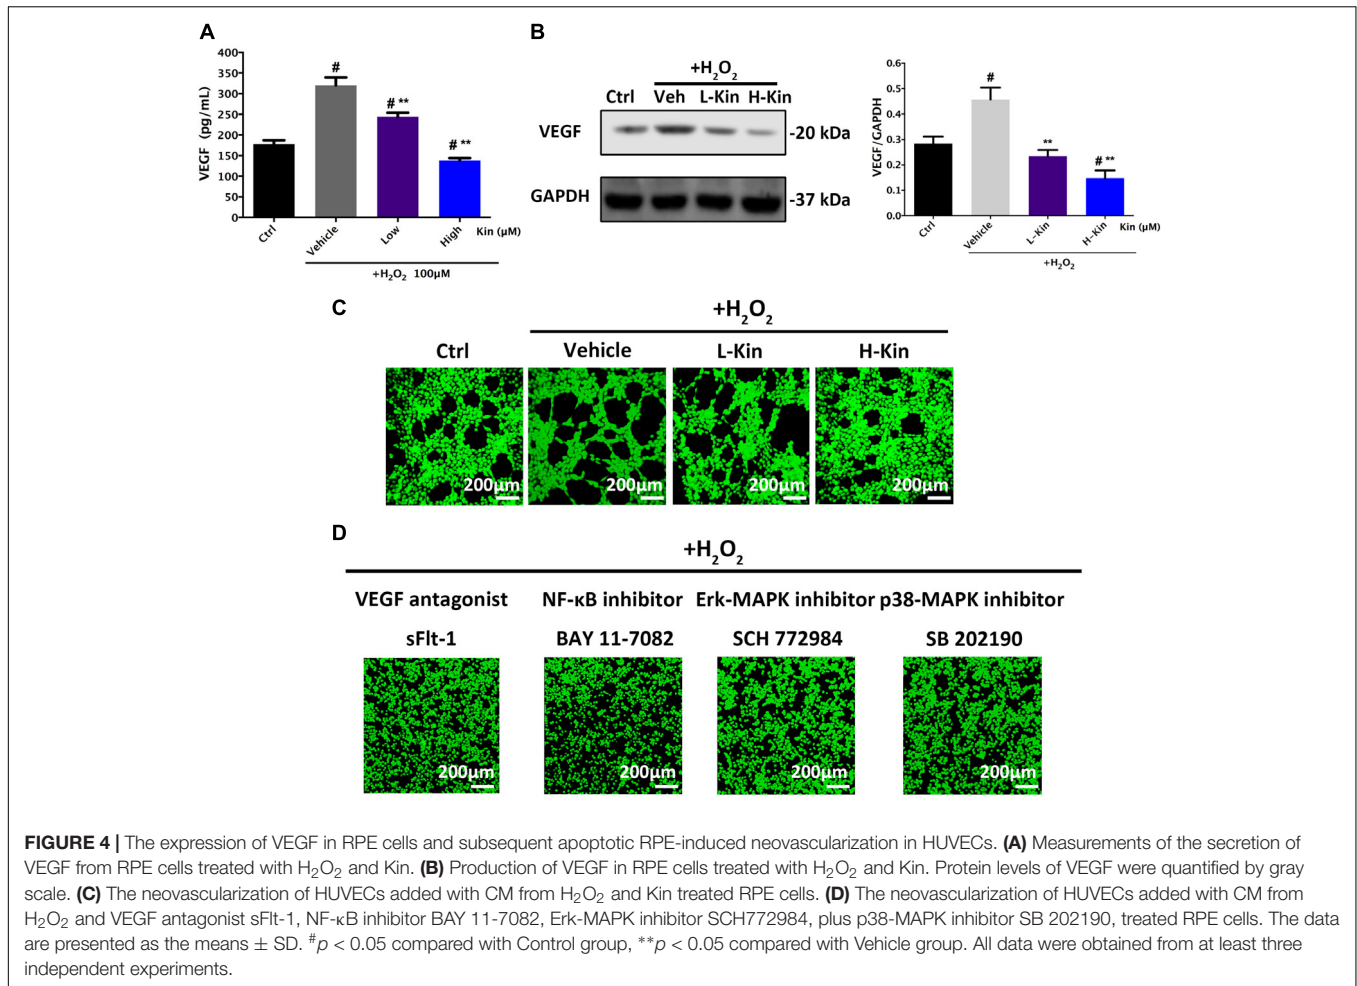 A
400
350
300
250
200
150
100
50
0
VEGF (pg/mL)
#
# **
# **
Ctrl
Vehicle
Low
High
Kin (μM)
+H₂O₂ 100μM
B
+H₂O₂
Ctrl Veh L-Kin H-Kin
VEGF -20 kDa
GAPDH -37 kDa
0.6
0.5
0.4
0.3
0.2
0.1
0.0
VEGF/GAPDH
#
**
# **
Ctrl
Vehicle
L-Kin
H-Kin
Kin (μM)
+H₂O₂
C
+H₂O₂
Ctrl Vehicle L-Kin H-Kin
200μm 200μm 200μm 200μm
D
+H₂O₂
VEGF antagonist NF-κB inhibitor Erk-MAPK inhibitor p38-MAPK inhibitor
sFlt-1 BAY 11-7082 SCH 772984 SB 202190
200μm 200μm 200μm 200μm
FIGURE 4 | The expression of VEGF in RPE cells and subsequent apoptotic RPE-induced neovascularization in HUVECs. (A) Measurements of the secretion of
VEGF from RPE cells treated with H₂O₂ and Kin. (B) Production of VEGF in RPE cells treated with H₂O₂ and Kin. Protein levels of VEGF were quantified by gray
scale. (C) The neovascularization of HUVECs added with CM from H₂O₂ and Kin treated RPE cells. (D) The neovascularization of HUVECs added with CM from
H₂O₂ and VEGF antagonist sFlt-1, NF-κB inhibitor BAY 11-7082, Erk-MAPK inhibitor SCH772984, plus p38-MAPK inhibitor SB 202190, treated RPE cells. The data
are presented as the means ± SD. #p < 0.05 compared with Control group, **p < 0.05 compared with Vehicle group. All data were obtained from at least three
independent experiments.